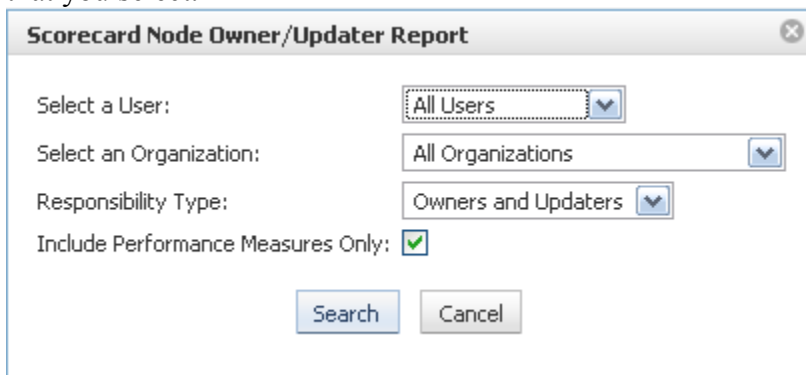 Scorecard Node Owner/Updater Report
Select a User: All Users
Select an Organization: All Organizations
Responsibility Type: Owners and Updaters
Include Performance Measures Only:
Search Cancel